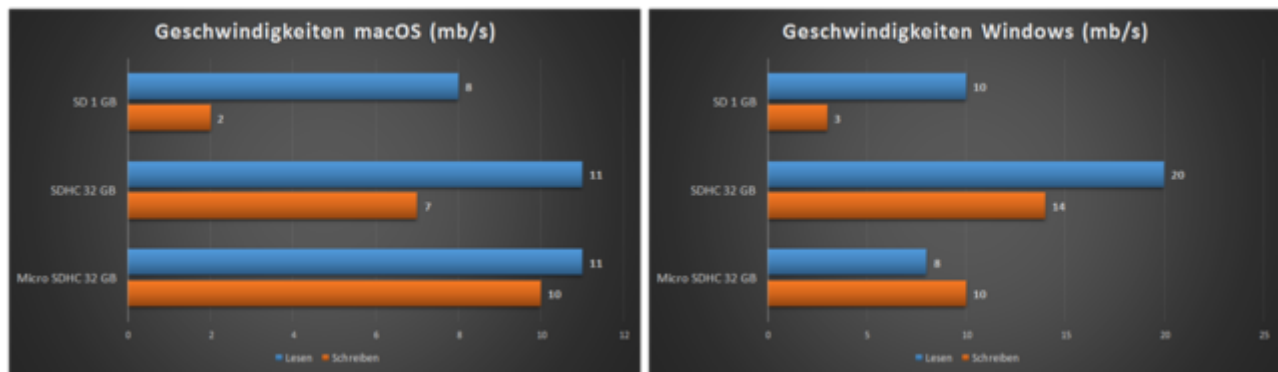 Geschwindigkeiten macOS (mb/s)
SD 1 GB
8
2
SDHC 32 GB
11
7
Micro SDHC 32 GB
11
10
0 2 4 6 8 10 12
Lesen Schreiben
Geschwindigkeiten Windows (mb/s)
SD 1 GB
10
3
SDHC 32 GB
20
14
Micro SDHC 32 GB
8
10
0 5 10 15 20 25
Lesen Schreiben